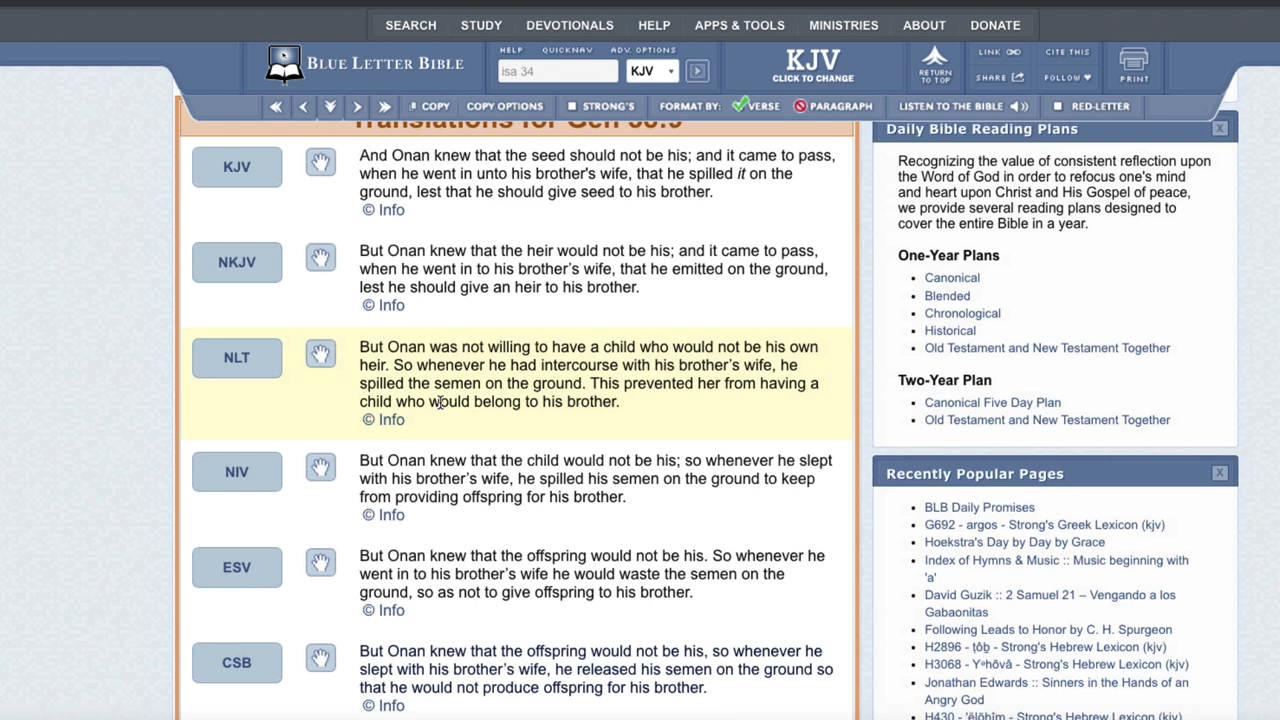 SEARCH STUDY DEVOTIONALS HELP APPS & TOOLS MINISTRIES ABOUT DONATE
BLUE LETTER BIBLE
HELP QUICKNAV ADV. OPTIONS
isa 34 KJV
KJV
CLICK TO CHANGE
RETURN
TO TOP
LINK CITE THIS
SHARE FOLLOW
PRINT
COPY COPY OPTIONS STRONG'S FORMAT BY: VERSE PARAGRAPH LISTEN TO THE BIBLE RED-LETTER
Translations for Gen 38:9
KJV
And Onan knew that the seed should not be his; and it came to pass,
when he went in unto his brother's wife, that he spilled it on the
ground, lest that he should give seed to his brother.
© Info
NKJV
But Onan knew that the heir would not be his; and it came to pass,
when he went in to his brother’s wife, that he emitted on the ground,
lest he should give an heir to his brother.
© Info
NLT
But Onan was not willing to have a child who would not be his own
heir. So whenever he had intercourse with his brother’s wife, he
spilled the semen on the ground. This prevented her from having a
child who would belong to his brother.
© Info
NIV
But Onan knew that the child would not be his; so whenever he slept
with his brother’s wife, he spilled his semen on the ground to keep
from providing offspring for his brother.
© Info
ESV
But Onan knew that the offspring would not be his. So whenever he
went in to his brother’s wife he would waste the semen on the
ground, so as not to give offspring to his brother.
© Info
CSB
But Onan knew that the offspring would not be his, so whenever he
slept with his brother’s wife, he released his semen on the ground so
that he would not produce offspring for his brother.
© Info
Daily Bible Reading Plans
Recognizing the value of consistent reflection upon
the Word of God in order to refocus one's mind
and heart upon Christ and His Gospel of peace,
we provide several reading plans designed to
cover the entire Bible in a year.
One-Year Plans
Canonical
Blended
Chronological
Historical
Old Testament and New Testament Together
Two-Year Plan
Canonical Five Day Plan
Old Testament and New Testament Together
Recently Popular Pages
BLB Daily Promises
G692 - argos - Strong's Greek Lexicon (kjv)
Hoekstra's Day by Day by Grace
Index of Hymns & Music :: Music beginning with
'a'
David Guzik :: 2 Samuel 21 – Vengando a los
Gabaonitas
Following Leads to Honor by C. H. Spurgeon
H2896 - ṭôḇ - Strong's Hebrew Lexicon (kjv)
H3068 - Yᵊhōvâ - Strong's Hebrew Lexicon (kjv)
Jonathan Edwards :: Sinners in the Hands of an
Angry God
H430 - 'ĕlōhîm - Strong's Hebrew Lexicon (kjv)